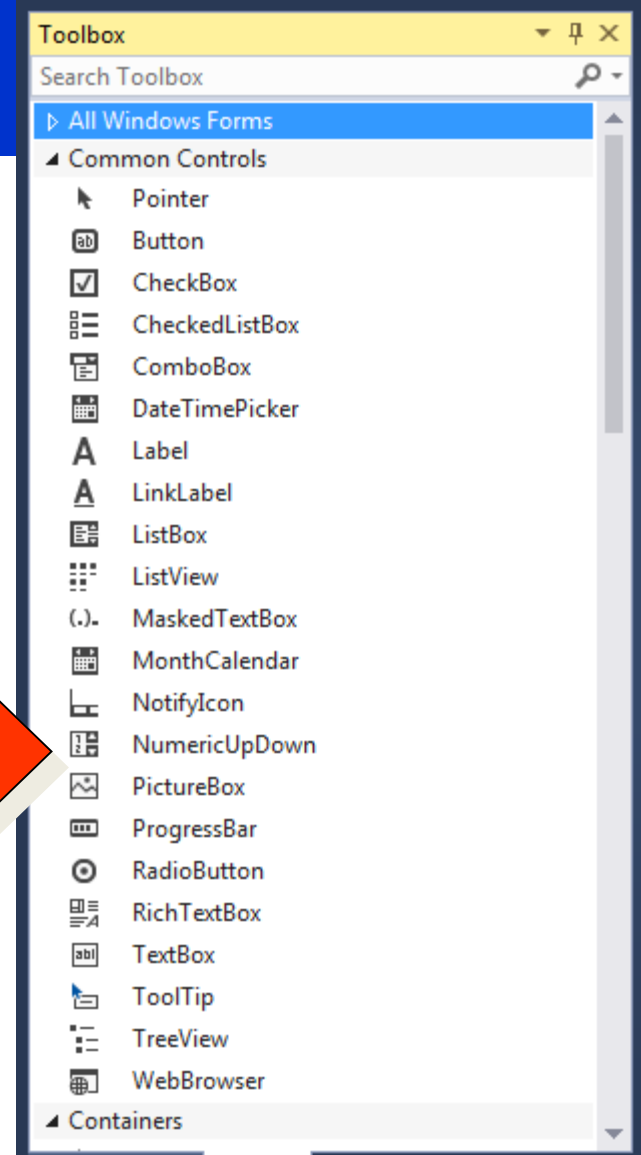 Toolbox
Search Toolbox
All Windows Forms
Common Controls
Pointer
Button
CheckBox
CheckedListBox
ComboBox
DateTimePicker
Label
LinkLabel
ListBox
ListView
MaskedTextBox
MonthCalendar
NotifyIcon
NumericUpDown
PictureBox
ProgressBar
RadioButton
RichTextBox
TextBox
ToolTip
TreeView
WebBrowser
Containers